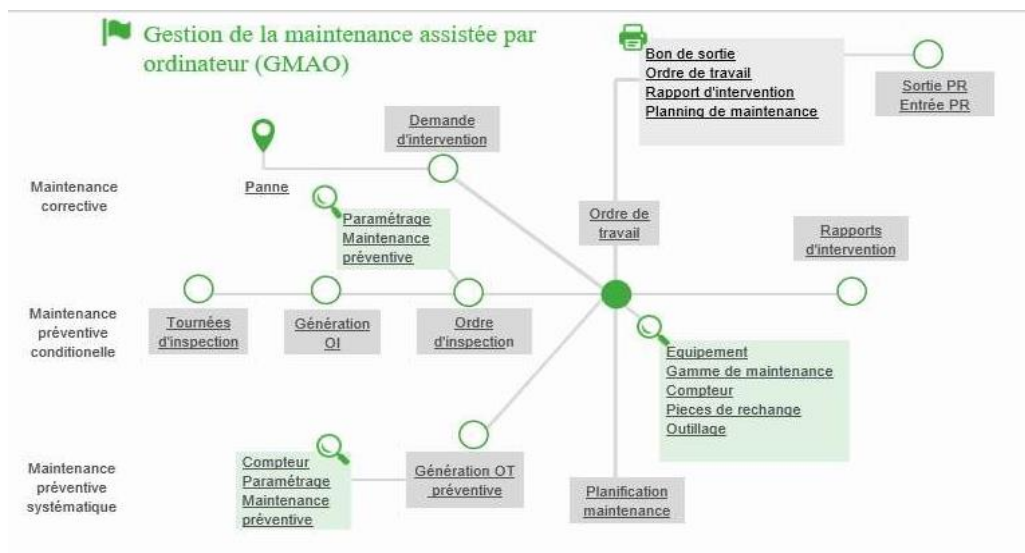 Gestion de la maintenance assistée par
ordinateur (GMAO)
Bon de sortie
Ordre de travail
Rapport d'intervention
Planning de maintenance
Sortie PR
Entrée PR
Demande
d'intervention
Maintenance
corrective
Panne
Paramétrage
Maintenance
préventive
Ordre de
travail
Rapports
d'intervention
Maintenance
préventive
conditionelle
Tournées
d'inspection
Génération
OI
Ordre
d'inspection
Equipement
Gamme de maintenance
Compteur
Pieces de rechange
Outillage
Maintenance
préventive
systématique
Compteur
Paramétrage
Maintenance
préventive
Génération OT
préventive
Planification
maintenance